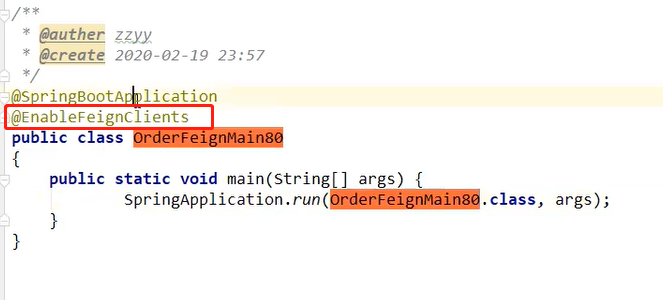 /**
 * @auther zzyy
 * @create 2020-02-19 23:57
 */
@SpringBootApplication
@EnableFeignClients
public class OrderFeignMain80
{
    public static void main(String[] args) {
            SpringApplication.run(OrderFeignMain80.class, args);
    }
}